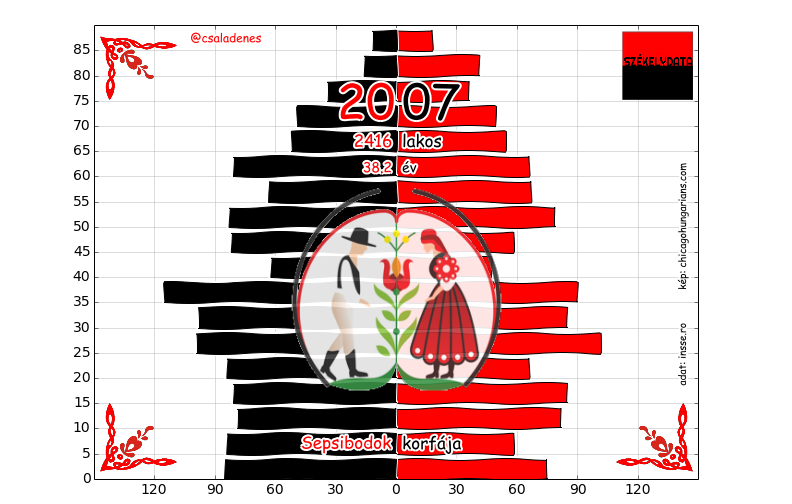 @csaladenes
SZÉKELYDATA
2007
2416 lakos
38.2 év
kép: chicagohungarians.com
adat: insse.ro
Sepsibodok korfája
85
80
75
70
65
60
55
50
45
40
35
30
25
20
15
10
5
0
120 90 60 30 0 30 60 90 120